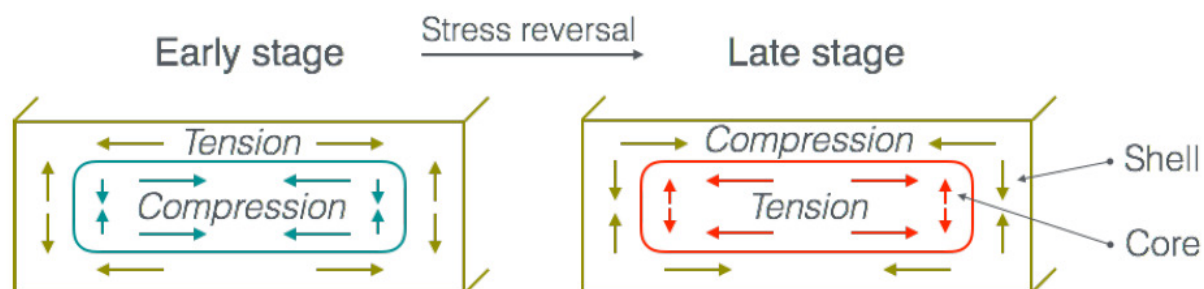 Stress reversal
Early stage
Late stage
Tension
Compression
Compression
Tension
Shell
Core